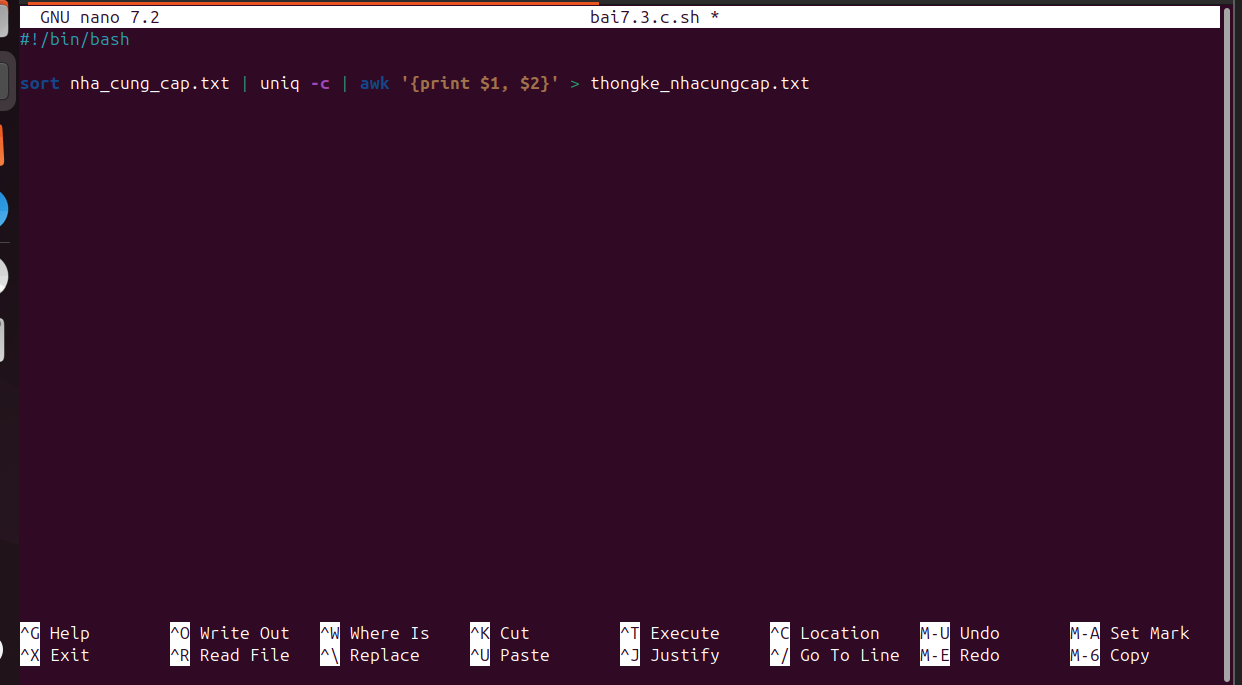 GNU nano 7.2 bai7.3.c.sh *
#!/bin/bash
sort nha_cung_cap.txt | uniq -c | awk '{print $1, $2}' > thongke_nhacungcap.txt
^G Help ^O Write Out ^W Where Is ^K Cut ^T Execute ^C Location M-U Undo M-A Set Mark
^X Exit ^R Read File ^\ Replace ^U Paste ^J Justify ^/ Go To Line M-E Redo M-6 Copy